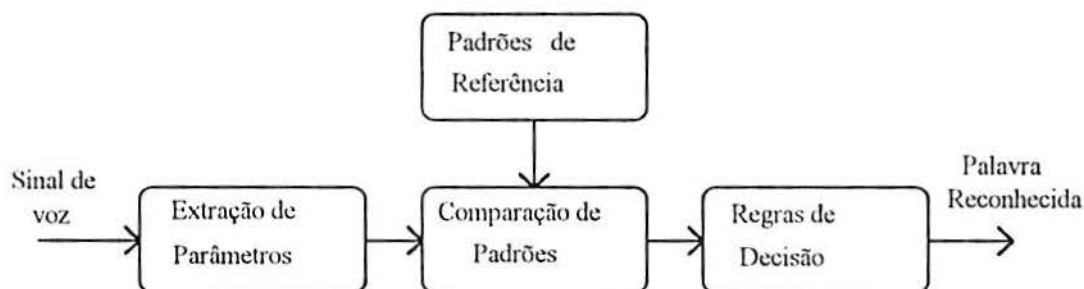 Padrões de
Referência
Sinal de
voz
Extração de
Parâmetros
Comparação de
Padrões
Regras de
Decisão
Palavra
Reconhecida